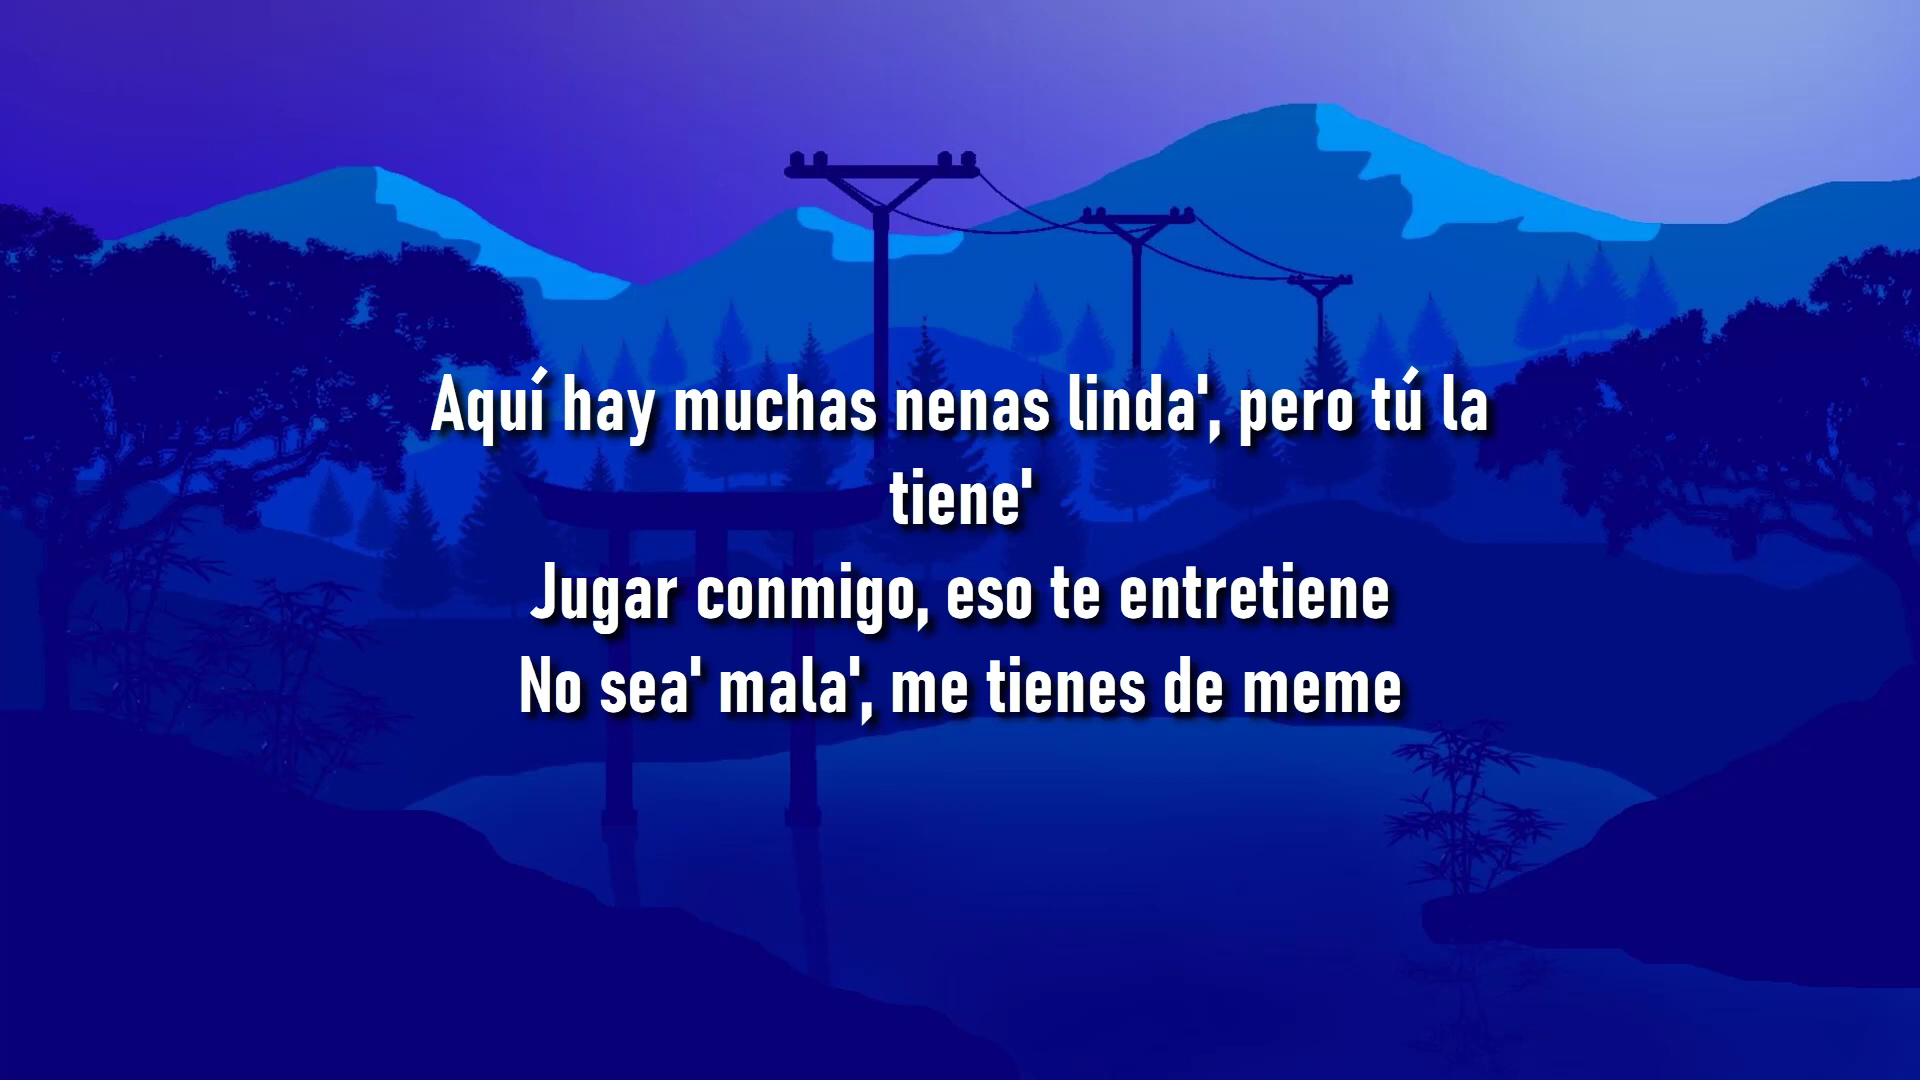 Aquí hay muchas nenas linda', pero tú la
tiene'
Jugar conmigo, eso te entretiene
No sea' mala', me tienes de meme